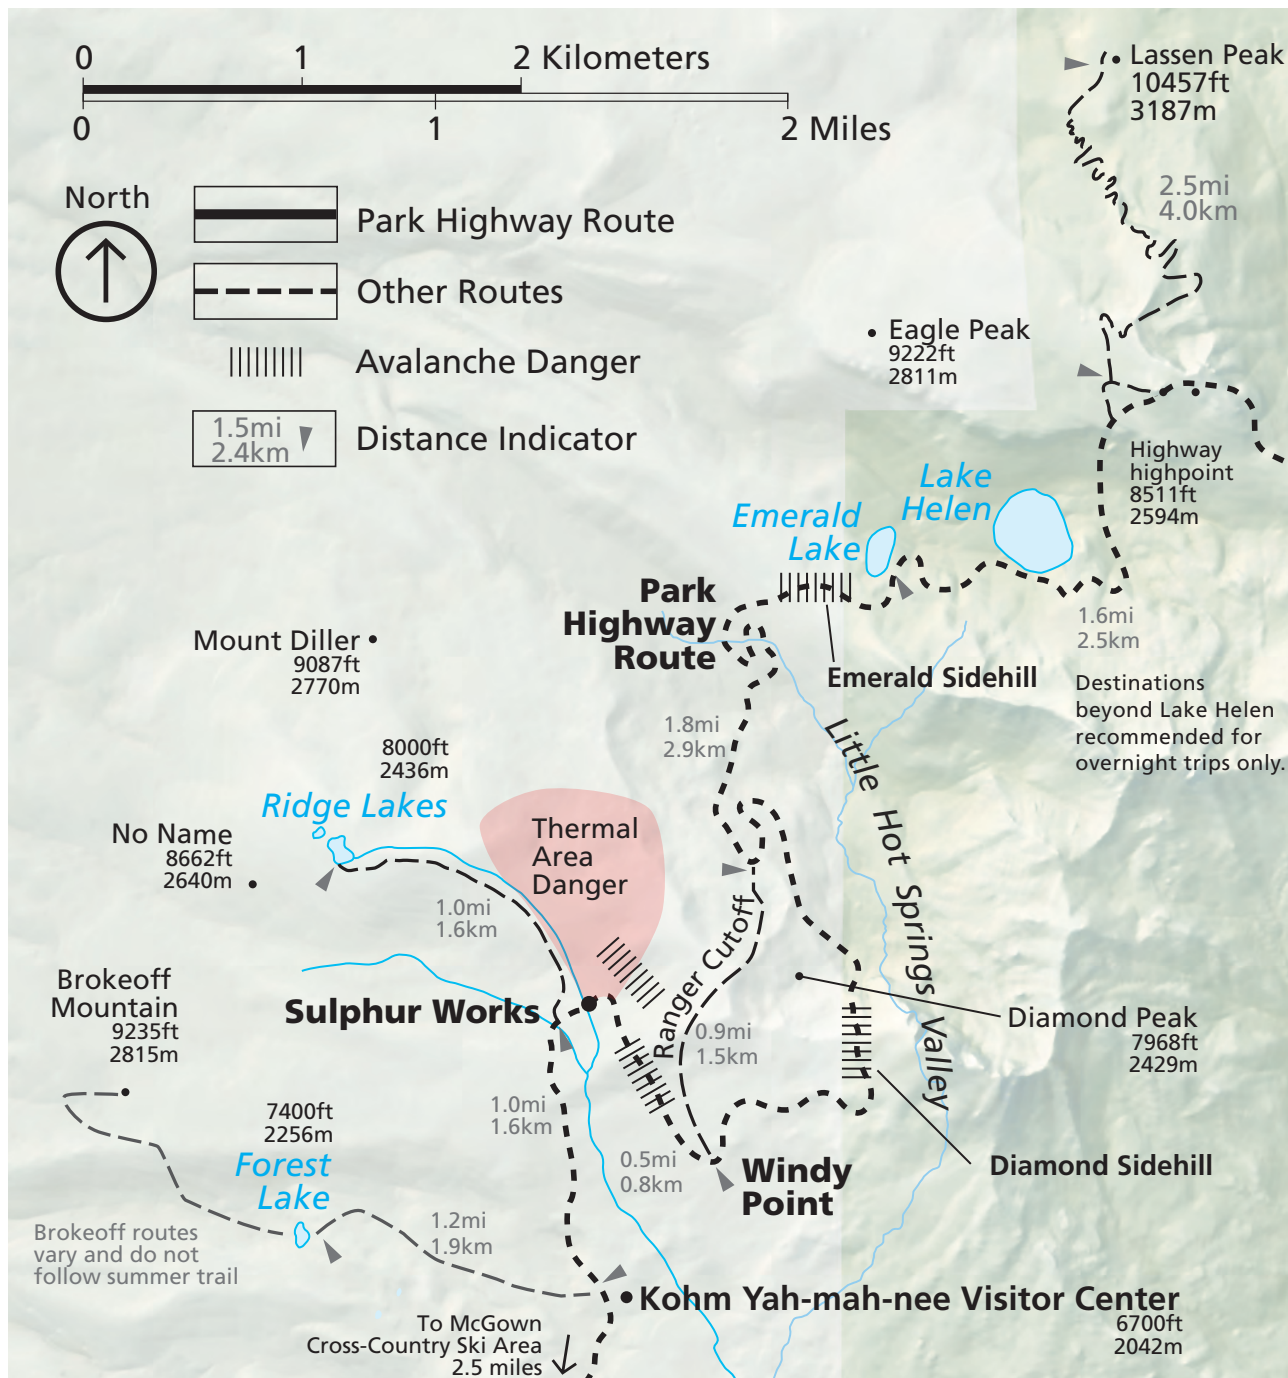 0 1 2 Kilometers
0 1 2 Miles
North
Park Highway Route
Other Routes
Avalanche Danger
1.5mi
2.4km
Distance Indicator
Lassen Peak
10457ft
3187m
2.5mi
4.0km
Eagle Peak
9222ft
2811m
Highway
highpoint
8511ft
2594m
Lake
Helen
Emerald
Lake
Park
Highway
Route
Emerald Sidehill
1.6mi
2.5km
Destinations
beyond Lake Helen
recommended for
overnight trips only.
Mount Diller
9087ft
2770m
1.8mi
2.9km
Little Hot Springs Valley
8000ft
2436m
Ridge Lakes
No Name
8662ft
2640m
Thermal
Area
Danger
1.0mi
1.6km
Ranger Cutoff
Brokeoff
Mountain
9235ft
2815m
Sulphur Works
0.9mi
1.5km
Diamond Peak
7968ft
2429m
7400ft
2256m
Forest
Lake
1.0mi
1.6km
0.5mi
0.8km
Windy
Point
Diamond Sidehill
Brokeoff routes
vary and do not
follow summer trail
1.2mi
1.9km
Kohm Yah-mah-nee Visitor Center
6700ft
2042m
To McGown
Cross-Country Ski Area
2.5 miles